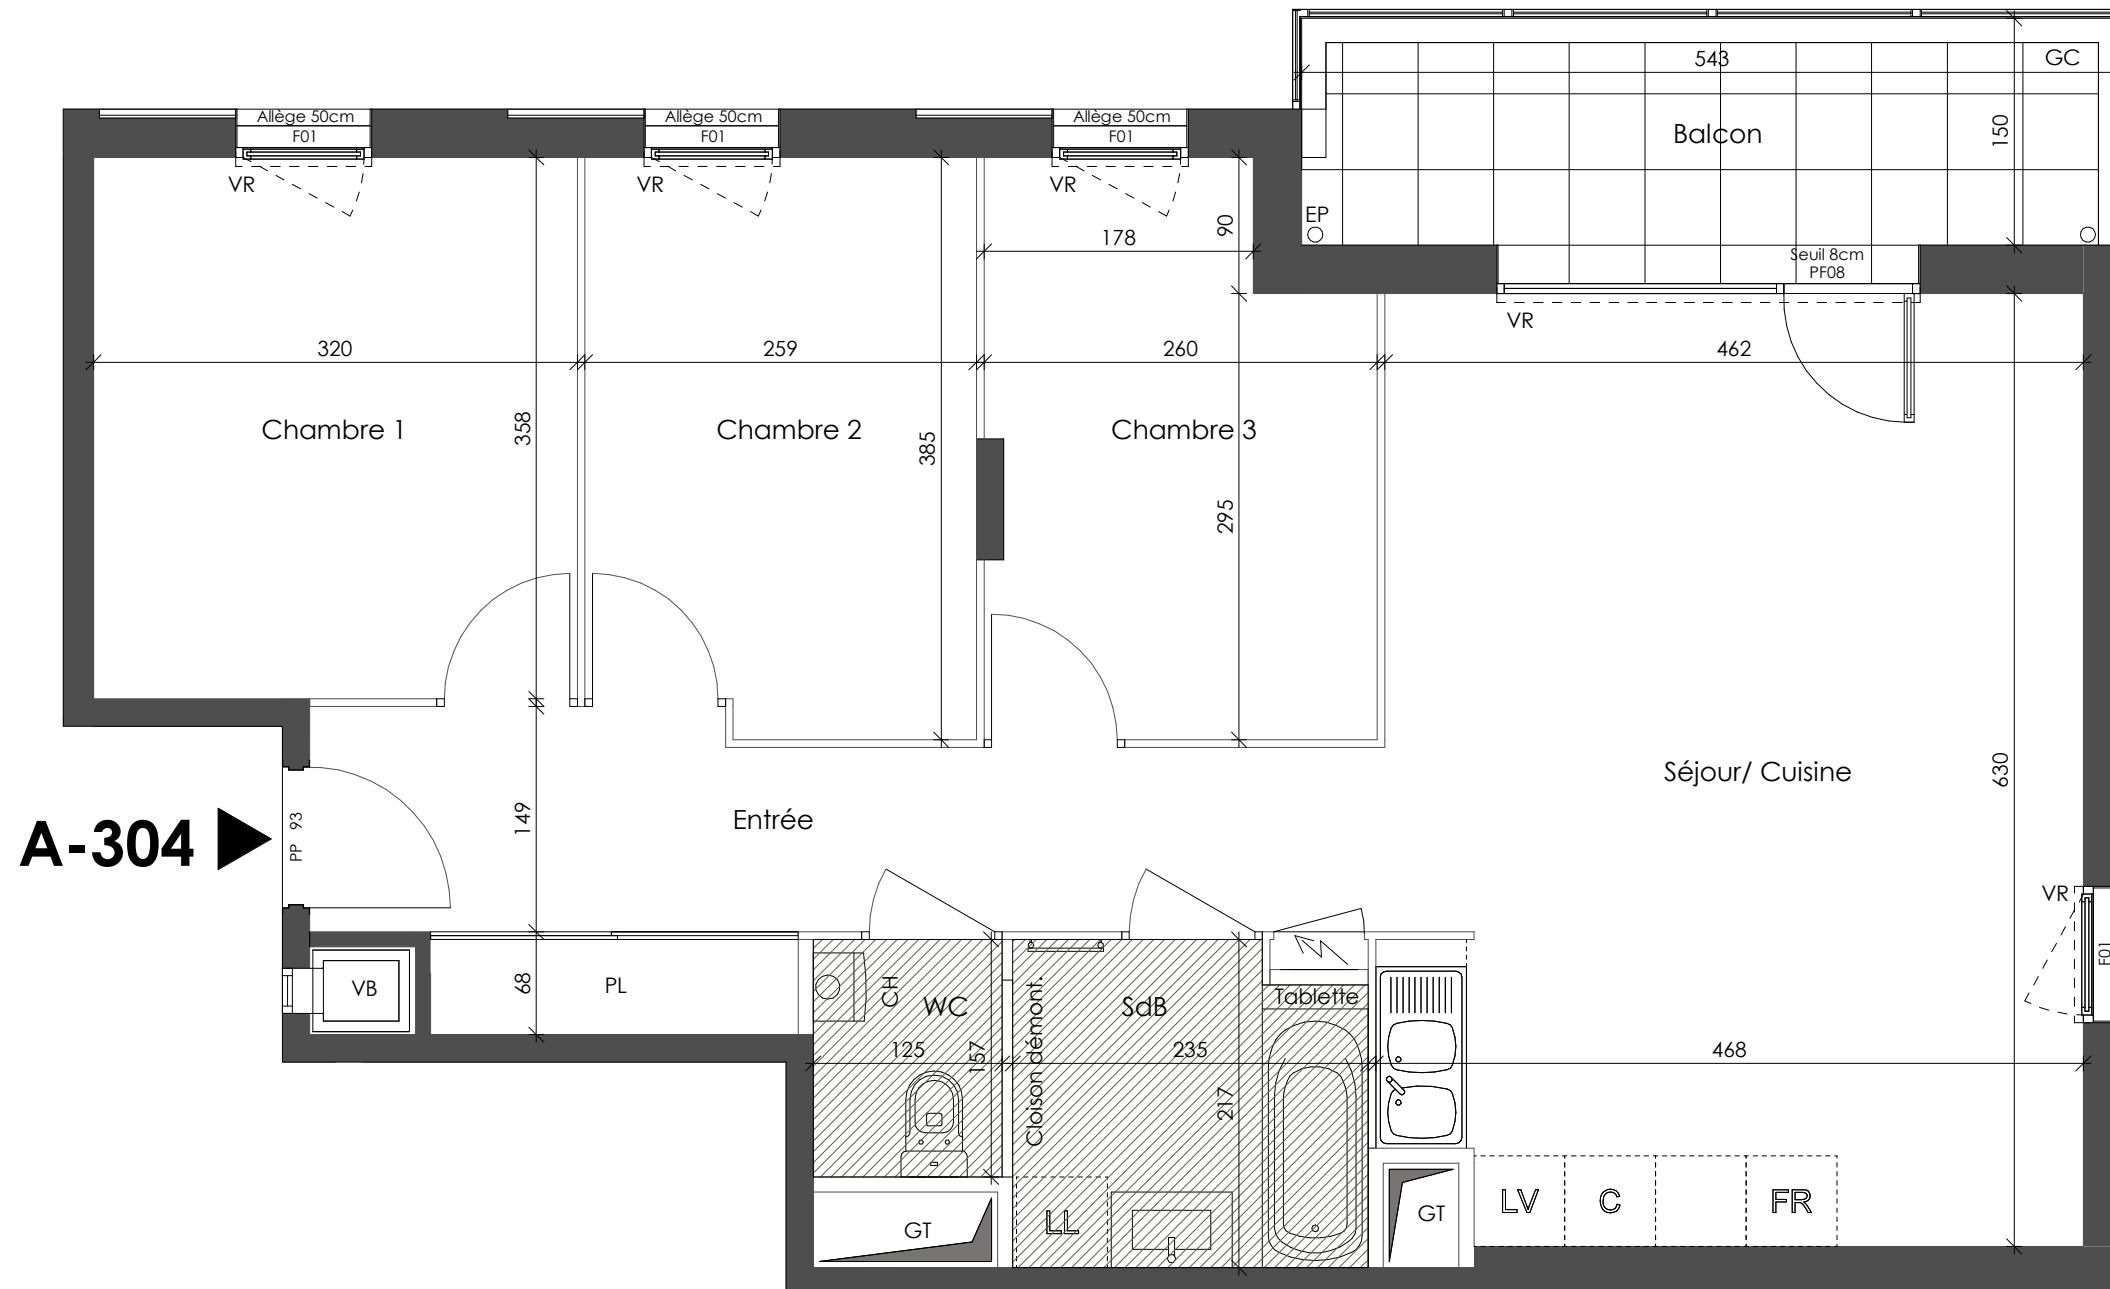 543
GC
Allège 50cm
F01
Allège 50cm
F01
Allège 50cm
F01
Balcon
150
VR
VR
VR
EP
90
178
Seuil 8cm
PF08
VR
320
259
260
462
Chambre 1
358
Chambre 2
385
Chambre 3
295
Séjour/ Cuisine
630
A-304
PP 93
149
Entrée
VR
F01
VB
68
PL
CH
WC
Cloison démont.
SdB
Tablette
125
157
235
217
468
GT
LL
GT
LV
C
FR